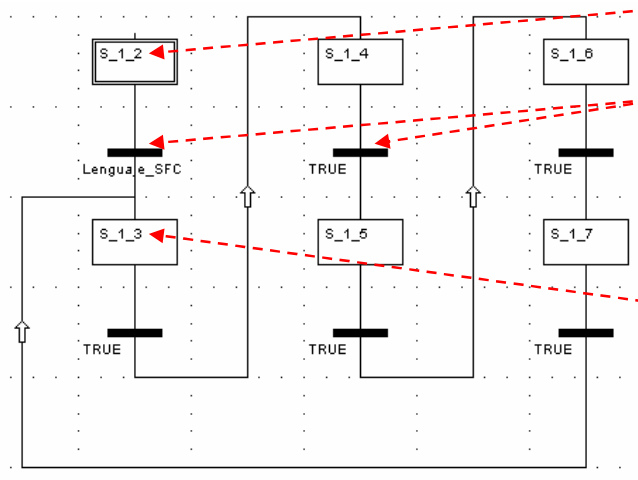 S_1_2
S_1_4
S_1_6
Lenguaje_SFC
TRUE
TRUE
S_1_3
S_1_5
S_1_7
TRUE
TRUE
TRUE